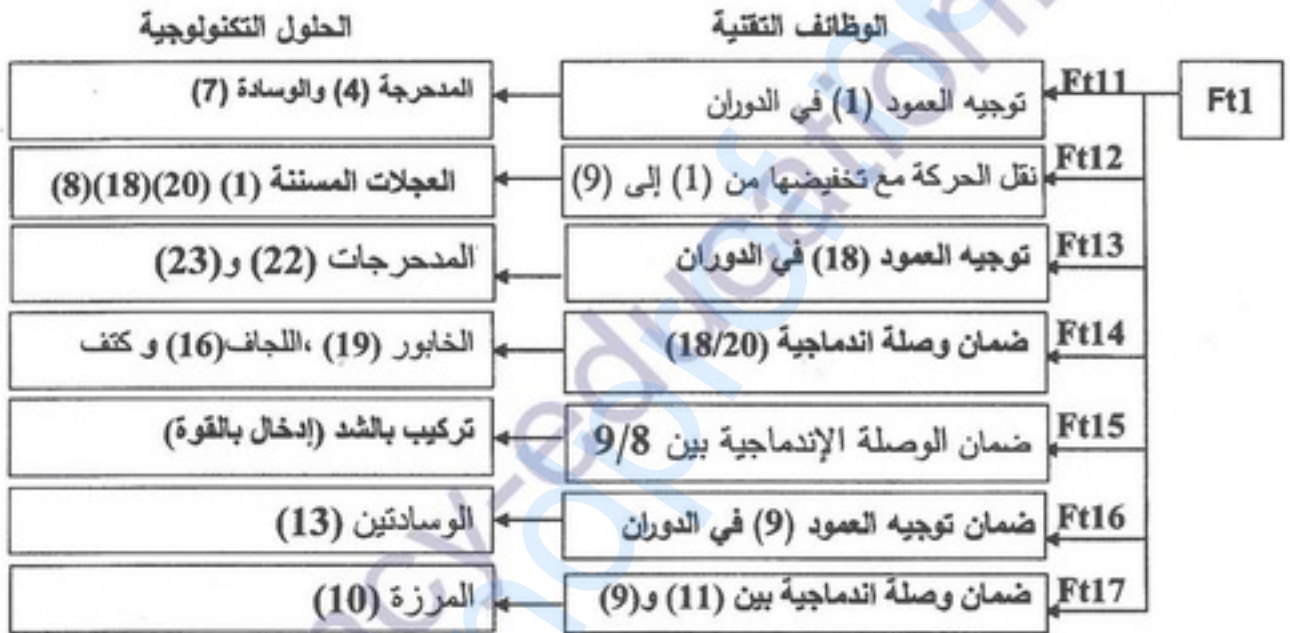 الوظائف التقنية
الحلول التكنولوجية
Ft1
Ft11
توجيه العمود (1) في الدوران
المدحرجة (4) والوسادة (7)
Ft12
نقل الحركة مع تخفيضها من (1) إلى (9)
العجلات المسننة (1) (20)(18)(8)
Ft13
توجيه العمود (18) في الدوران
المدحرجات (22) و(23)
Ft14
ضمان وصلة اندماجية (18/20)
الخابور (19) ،اللجاف(16) و كتف
Ft15
ضمان الوصلة الإندماجية بين 9/8
تركيب بالشد (إدخال بالقوة)
Ft16
ضمان توجيه العمود (9) في الدوران
الوسادتين (13)
Ft17
ضمان وصلة اندماجية بين (11) و(9)
المرزة (10)